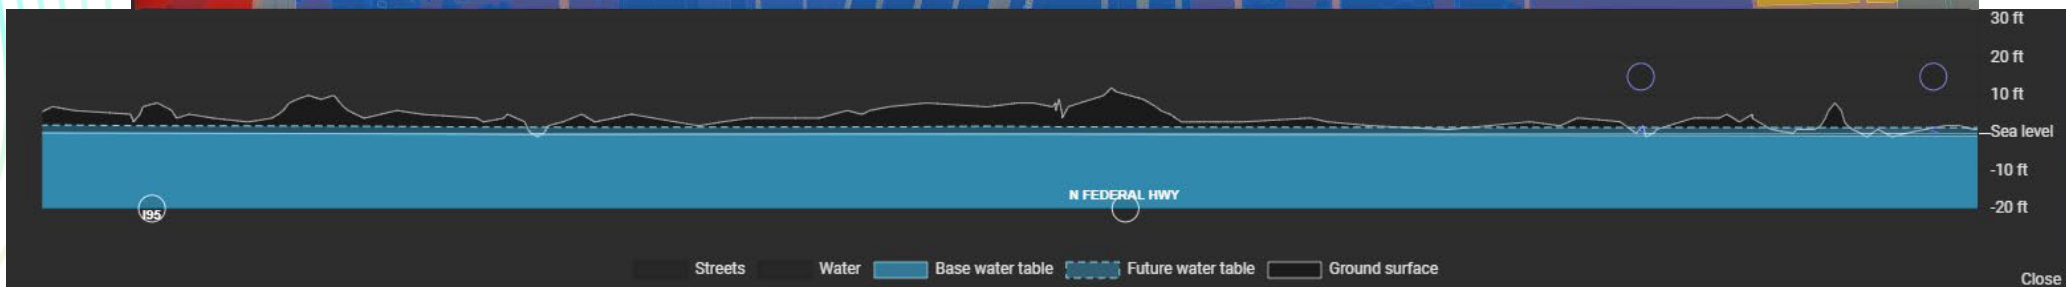 30 ft
20 ft
10 ft
Sea level
-10 ft
-20 ft
I95
N FEDERAL HWY
Streets Water Base water table Future water table Ground surface
Close